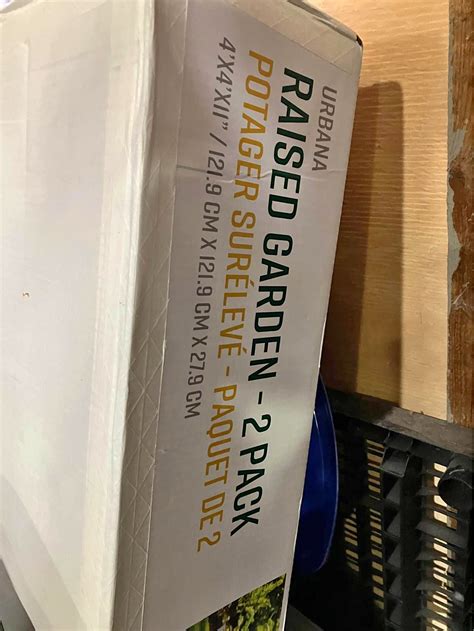 URBANA
RAISED GARDEN - 2 PACK
POTAGER SURÉLEVÉ - PAQUET DE 2
4'X4'X11" / 121.9 CM X 121.9 CM X 27.9 CM